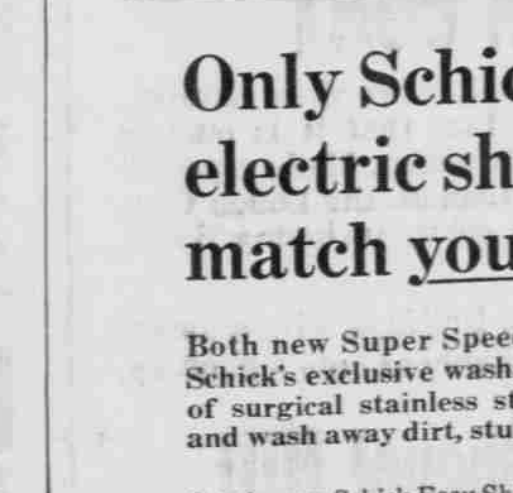 Only Schic
electric sh
match you
Both new Super Spee
Schick's exclusive wash
of surgical stainless st
and wash away dirt, stu